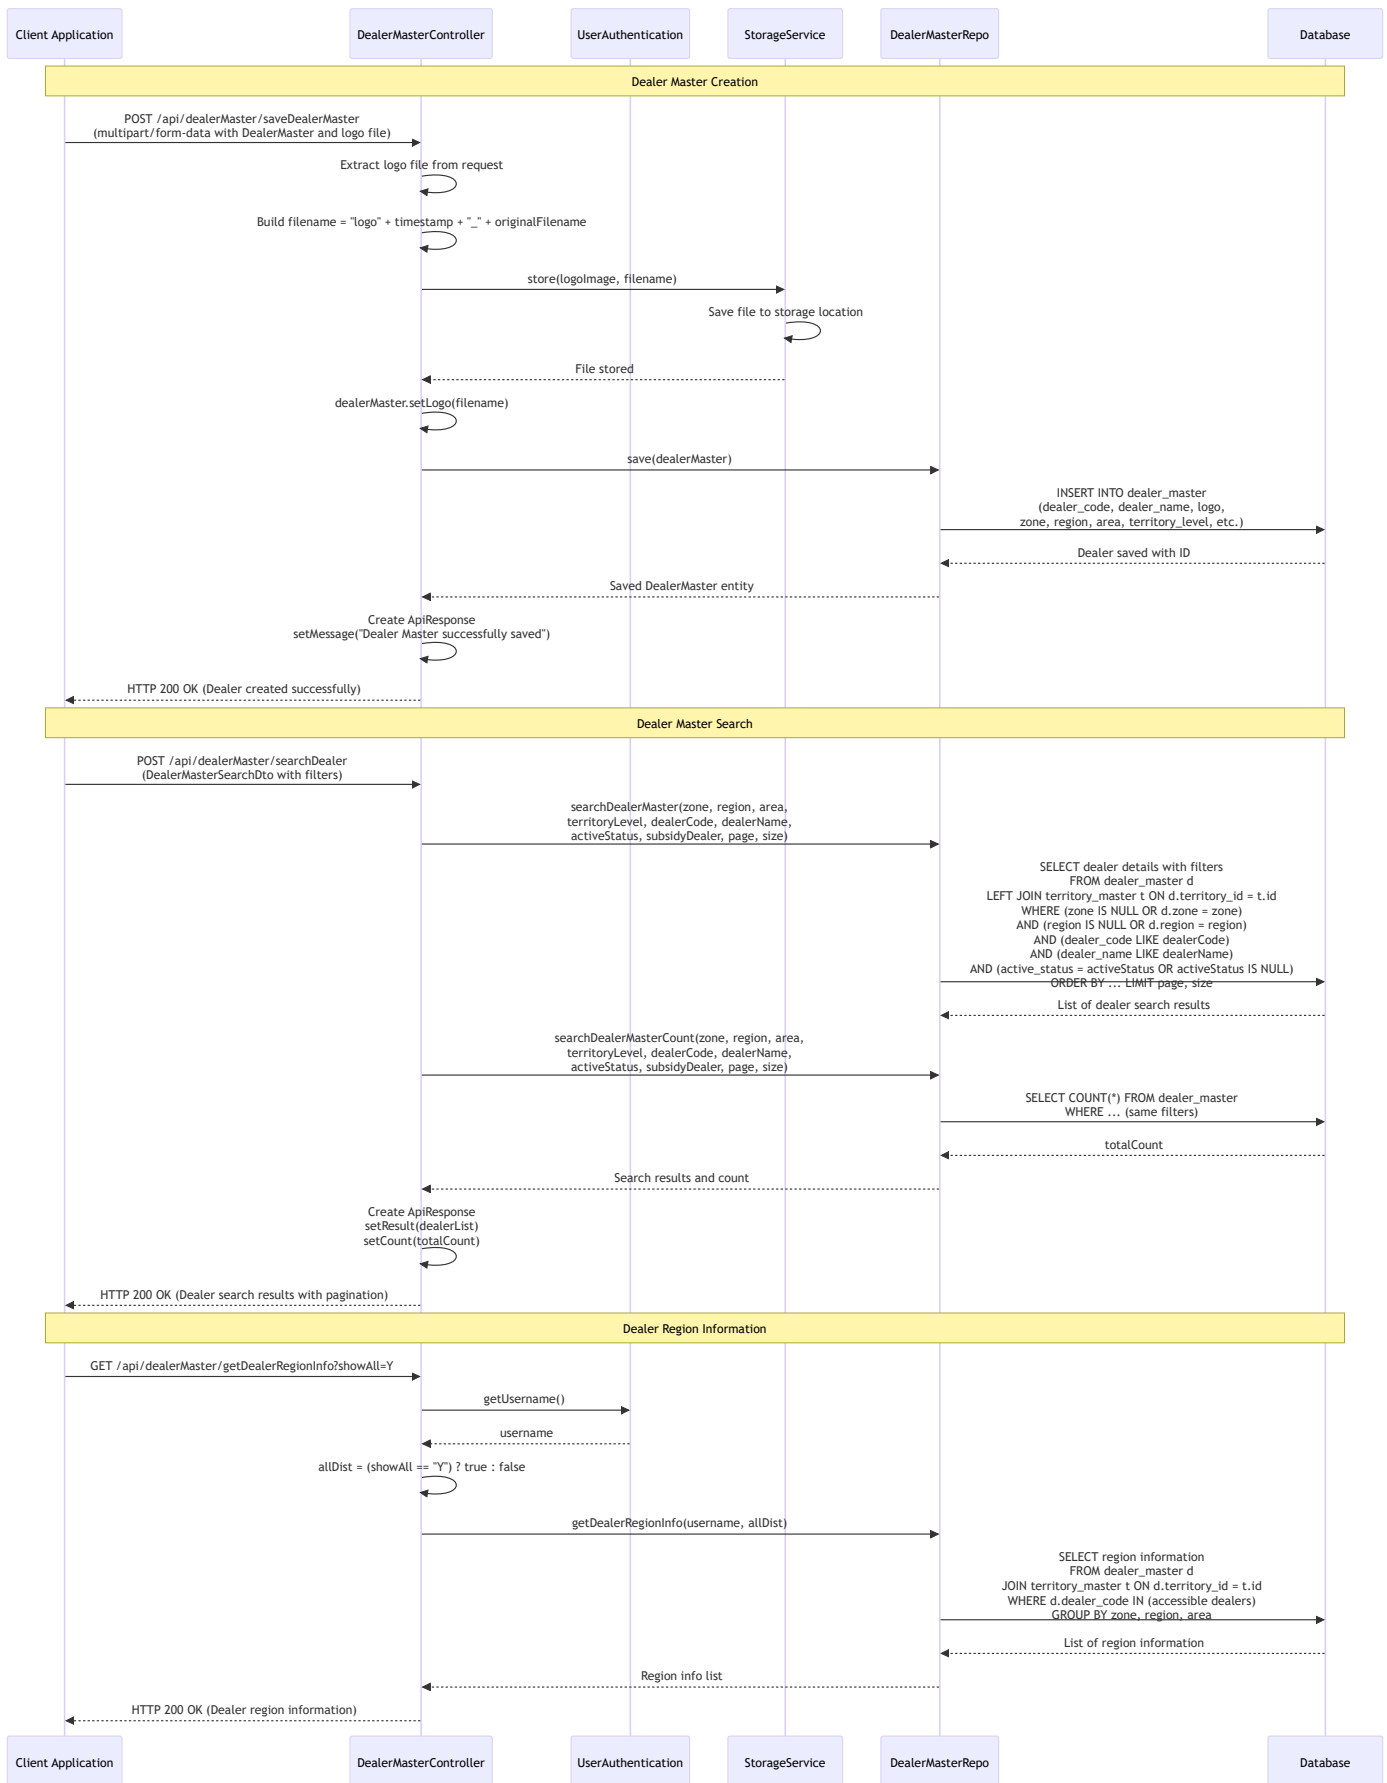 Client Application
DealerMasterController
UserAuthentication
StorageService
DealerMasterRepo
Database
Dealer Master Creation
POST /api/dealerMaster/saveDealerMaster
(multipart/form-data with DealerMaster and logo file)
Extract logo file from request
Build filename = "logo" + timestamp + "_" + originalFilename
store(logoImage, filename)
Save file to storage location
File stored
dealerMaster.setLogo(filename)
save(dealerMaster)
INSERT INTO dealer_master
(dealer_code, dealer_name, logo,
zone, region, area, territory_level, etc.)
Dealer saved with ID
Saved DealerMaster entity
Create ApiResponse
setMessage("Dealer Master successfully saved")
HTTP 200 OK (Dealer created successfully)
Dealer Master Search
POST /api/dealerMaster/searchDealer
(DealerMasterSearchDto with filters)
searchDealerMaster(zone, region, area,
territoryLevel, dealerCode, dealerName,
activeStatus, subsidyDealer, page, size)
SELECT dealer details with filters
FROM dealer_master d
LEFT JOIN territory_master t ON d.territory_id = t.id
WHERE (zone IS NULL OR d.zone = zone)
AND (region IS NULL OR d.region = region)
AND (dealer_code LIKE dealerCode)
AND (dealer_name LIKE dealerName)
AND (active_status = activeStatus OR activeStatus IS NULL)
ORDER BY ... LIMIT page, size
List of dealer search results
searchDealerMasterCount(zone, region, area,
territoryLevel, dealerCode, dealerName,
activeStatus, subsidyDealer, page, size)
SELECT COUNT(*) FROM dealer_master
WHERE ... (same filters)
totalCount
Search results and count
Create ApiResponse
setResult(dealerList)
setCount(totalCount)
HTTP 200 OK (Dealer search results with pagination)
Dealer Region Information
GET /api/dealerMaster/getDealerRegionInfo?showAll=Y
getUsername()
username
allDist = (showAll == "Y") ? true : false
getDealerRegionInfo(username, allDist)
SELECT region information
FROM dealer_master d
JOIN territory_master t ON d.territory_id = t.id
WHERE d.dealer_code IN (accessible dealers)
GROUP BY zone, region, area
List of region information
Region info list
HTTP 200 OK (Dealer region information)
Client Application
DealerMasterController
UserAuthentication
StorageService
DealerMasterRepo
Database